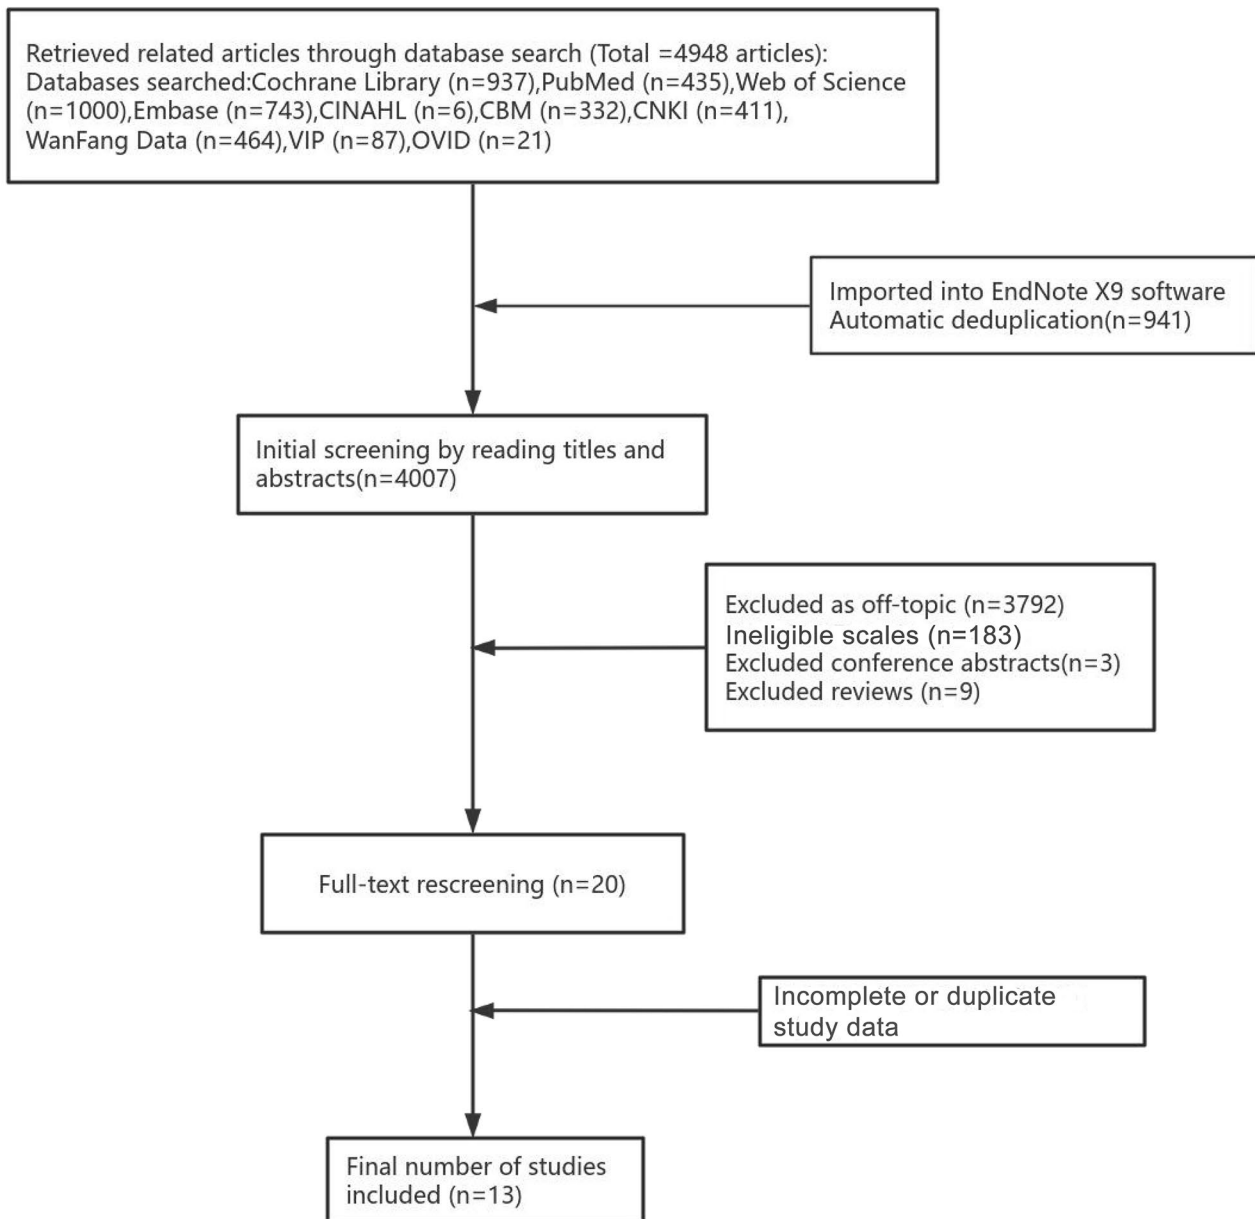 Retrieved related articles through database search (Total =4948 articles):
Databases searched:Cochrane Library (n=937),PubMed (n=435),Web of Science
(n=1000),Embase (n=743),CINAHL (n=6),CBM (n=332),CNKI (n=411),
WanFang Data (n=464),VIP (n=87),OVID (n=21)
Imported into EndNote X9 software
Automatic deduplication(n=941)
Initial screening by reading titles and
abstracts(n=4007)
Excluded as off-topic (n=3792)
Ineligible scales (n=183)
Excluded conference abstracts(n=3)
Excluded reviews (n=9)
Full-text rescreening (n=20)
Incomplete or duplicate
study data
Final number of studies
included (n=13)